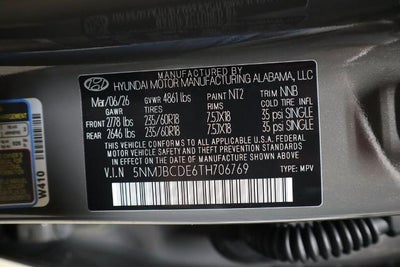 MANUFACTURED BY
HYUNDAI MOTOR MANUFACTURING ALABAMA, LLC
Mar/06/26 GVWR 4861 lbs PAINT NT2 TRIM NNB
GAWR TIRES RIMS COLD INFL
FRONT 2778 lbs 235/60R18 7.5JX18 35 psi SINGLE
REAR 2646 lbs 235/60R18 7.5JX18 35 psi SINGLE
THIS VEHICLE CONFORMS TO ALL APPLICABLE U.S.A. FEDERAL
MOTOR VEHICLE SAFETY, BUMPER, AND THEFT PREVENTION
STANDARDS IN EFFECT ON THE DATE OF MANUFACTURE SHOWN ABOVE.
V.I.N 5NMJBCDE6TH706769 TYPE: MPV
W410